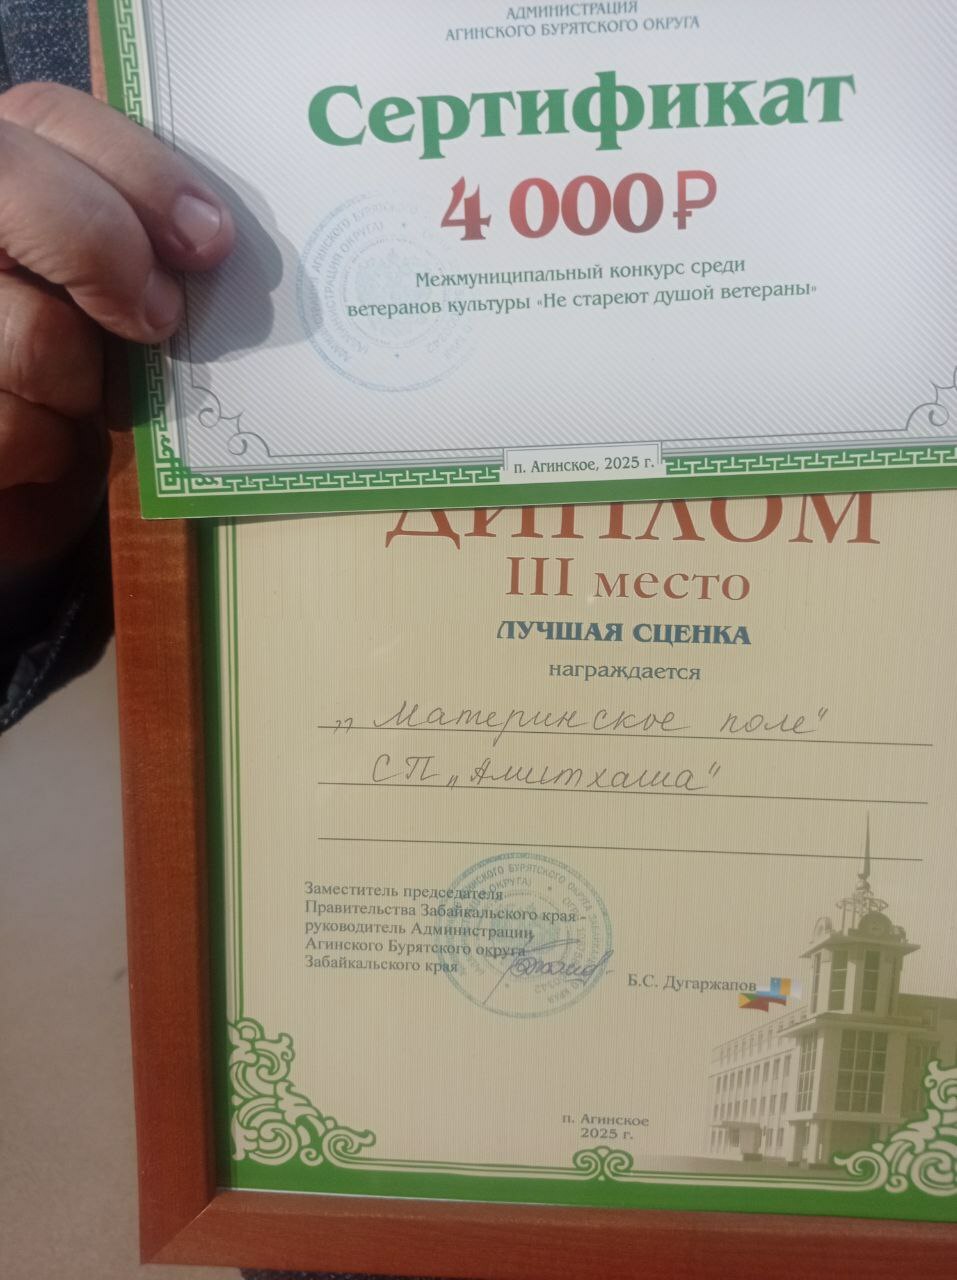 АДМИНИСТРАЦИЯ
АГИНСКОГО БУРЯТСКОГО ОКРУГА
Сертификат
4 000 ₽
Межмуниципальный конкурс среди
ветеранов культуры «Не стареют душой ветераны»
п. Агинское, 2025 г.
ДИПЛОМ
III место
ЛУЧШАЯ СЦЕНКА
награждается
„Материнское поле"
СП „Амитхаша"
Заместитель председателя
Правительства Забайкальского края -
руководитель Администрации
Агинского Бурятского округа
Забайкальского края
Б.С. Дугаржапов
п. Агинское
2025 г.